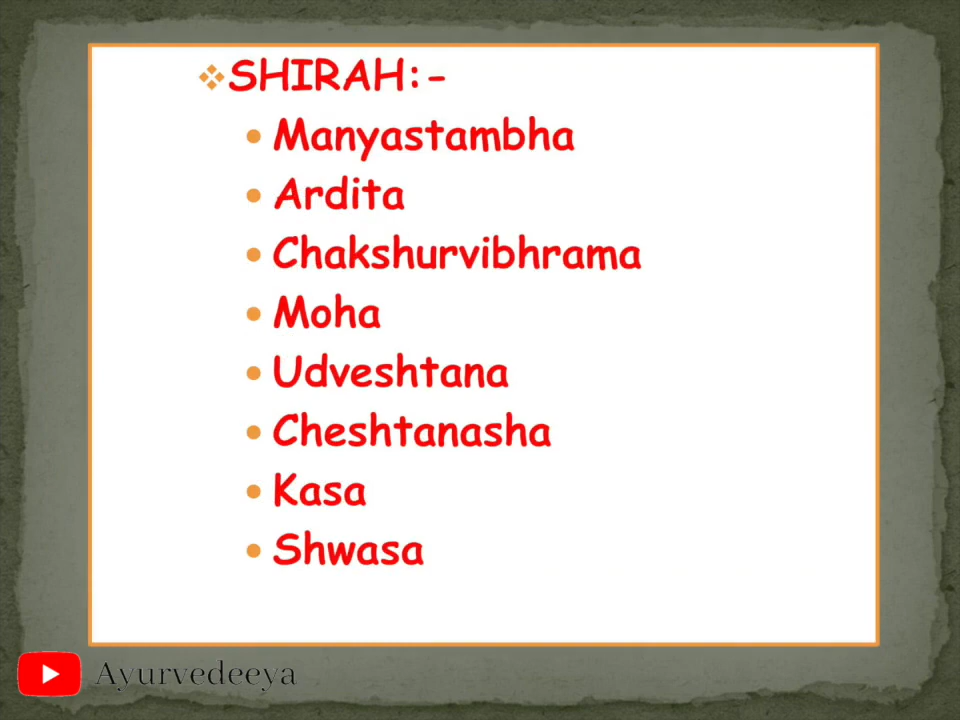 ❖SHIRAH:-
• Manyastambha
• Ardita
• Chakshurvibhrama
• Moha
• Udveshtana
• Cheshtanasha
• Kasa
• Shwasa
Ayurvedeeya